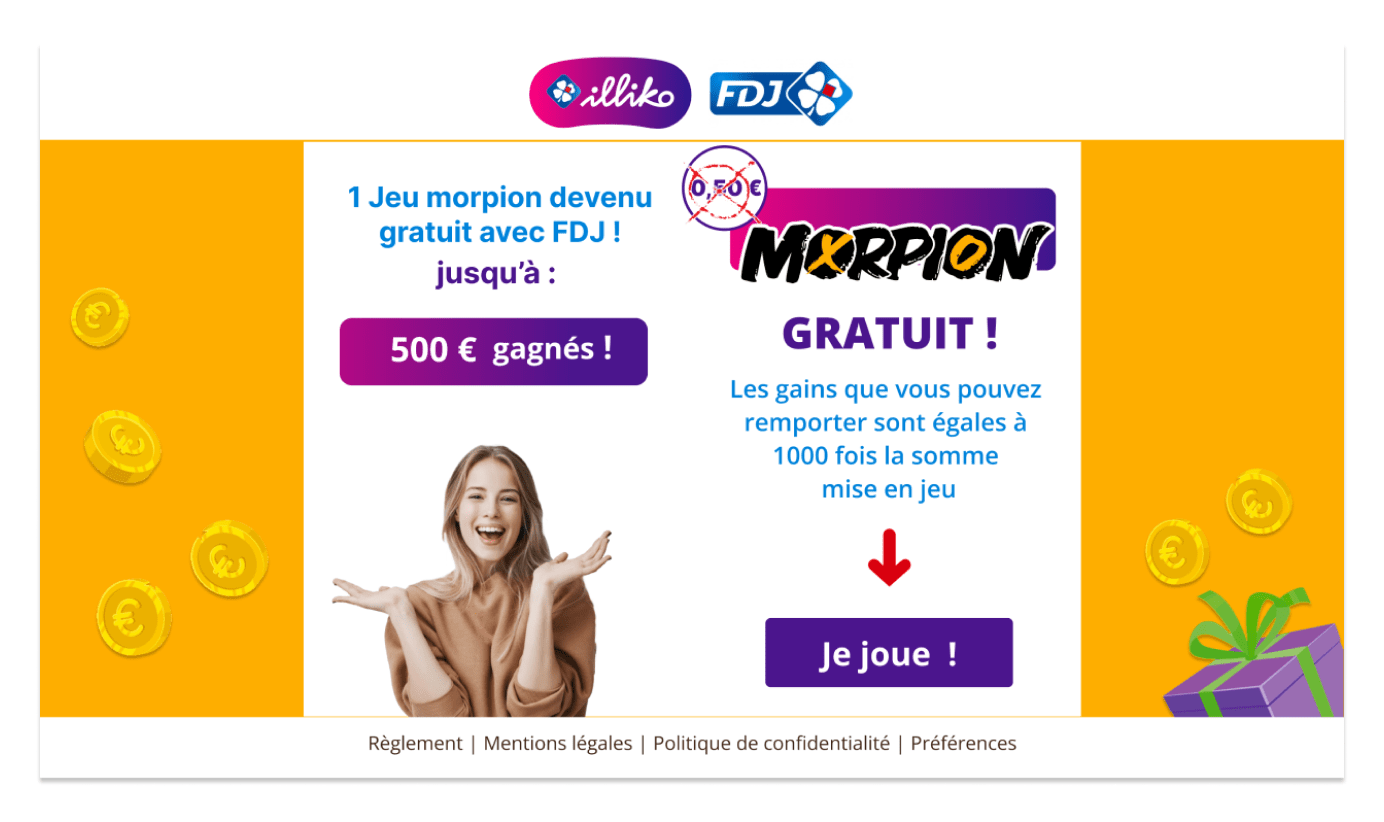 illiko
FDJ
1 Jeu morpion devenu
gratuit avec FDJ !
jusqu'à :
500 € gagnés !
0,50 €
MORPION
GRATUIT !
Les gains que vous pouvez
remporter sont égales à
1000 fois la somme
mise en jeu
Je joue !
Règlement | Mentions légales | Politique de confidentialité | Préférences